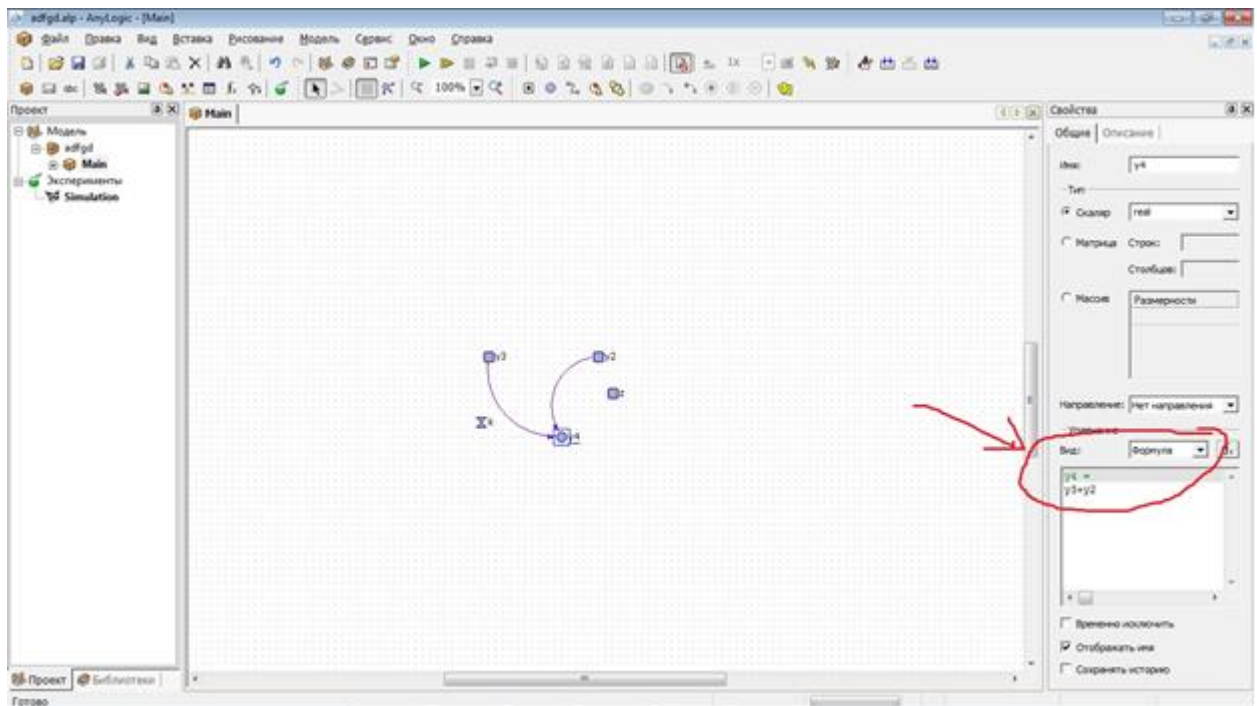 adfgd.alp - AnyLogic - [Main]
Файл Правка Вид Вставка Рисование Модель Сервис Окно Справка
100%
Проект
Модель
adfgd
Main
Эксперименты
Simulation
Проект Библиотеки
Готово
Main
y3
y2
z
k
y4
Свойства
Общие Описание
Имя: y4
Тип
Скаляр real
Матрица Строк:
Столбцов:
Массив Размерности
Направление: Нет направления
Вид: Формула
y4 =
y3+y2
Временно исключить
Отображать имя
Сохранять историю